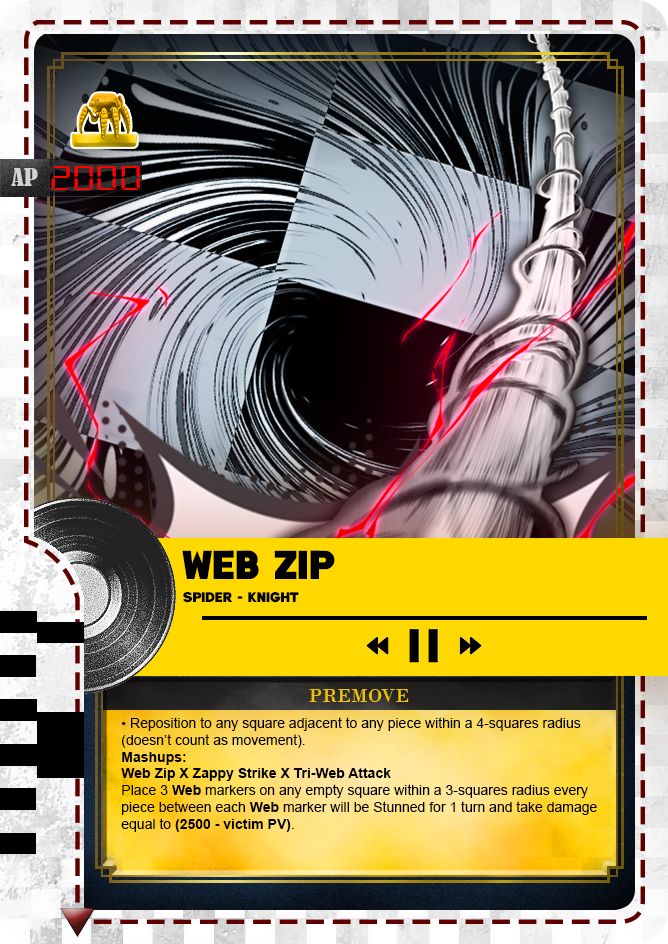 AP 2000
WEB ZIP
SPIDER - KNIGHT
PREMOVE
• Reposition to any square adjacent to any piece within a 4-squares radius
(doesn't count as movement).
Mashups:
Web Zip X Zappy Strike X Tri-Web Attack
Place 3 Web markers on any empty square within a 3-squares radius every
piece between each Web marker will be Stunned for 1 turn and take damage
equal to (2500 - victim PV).